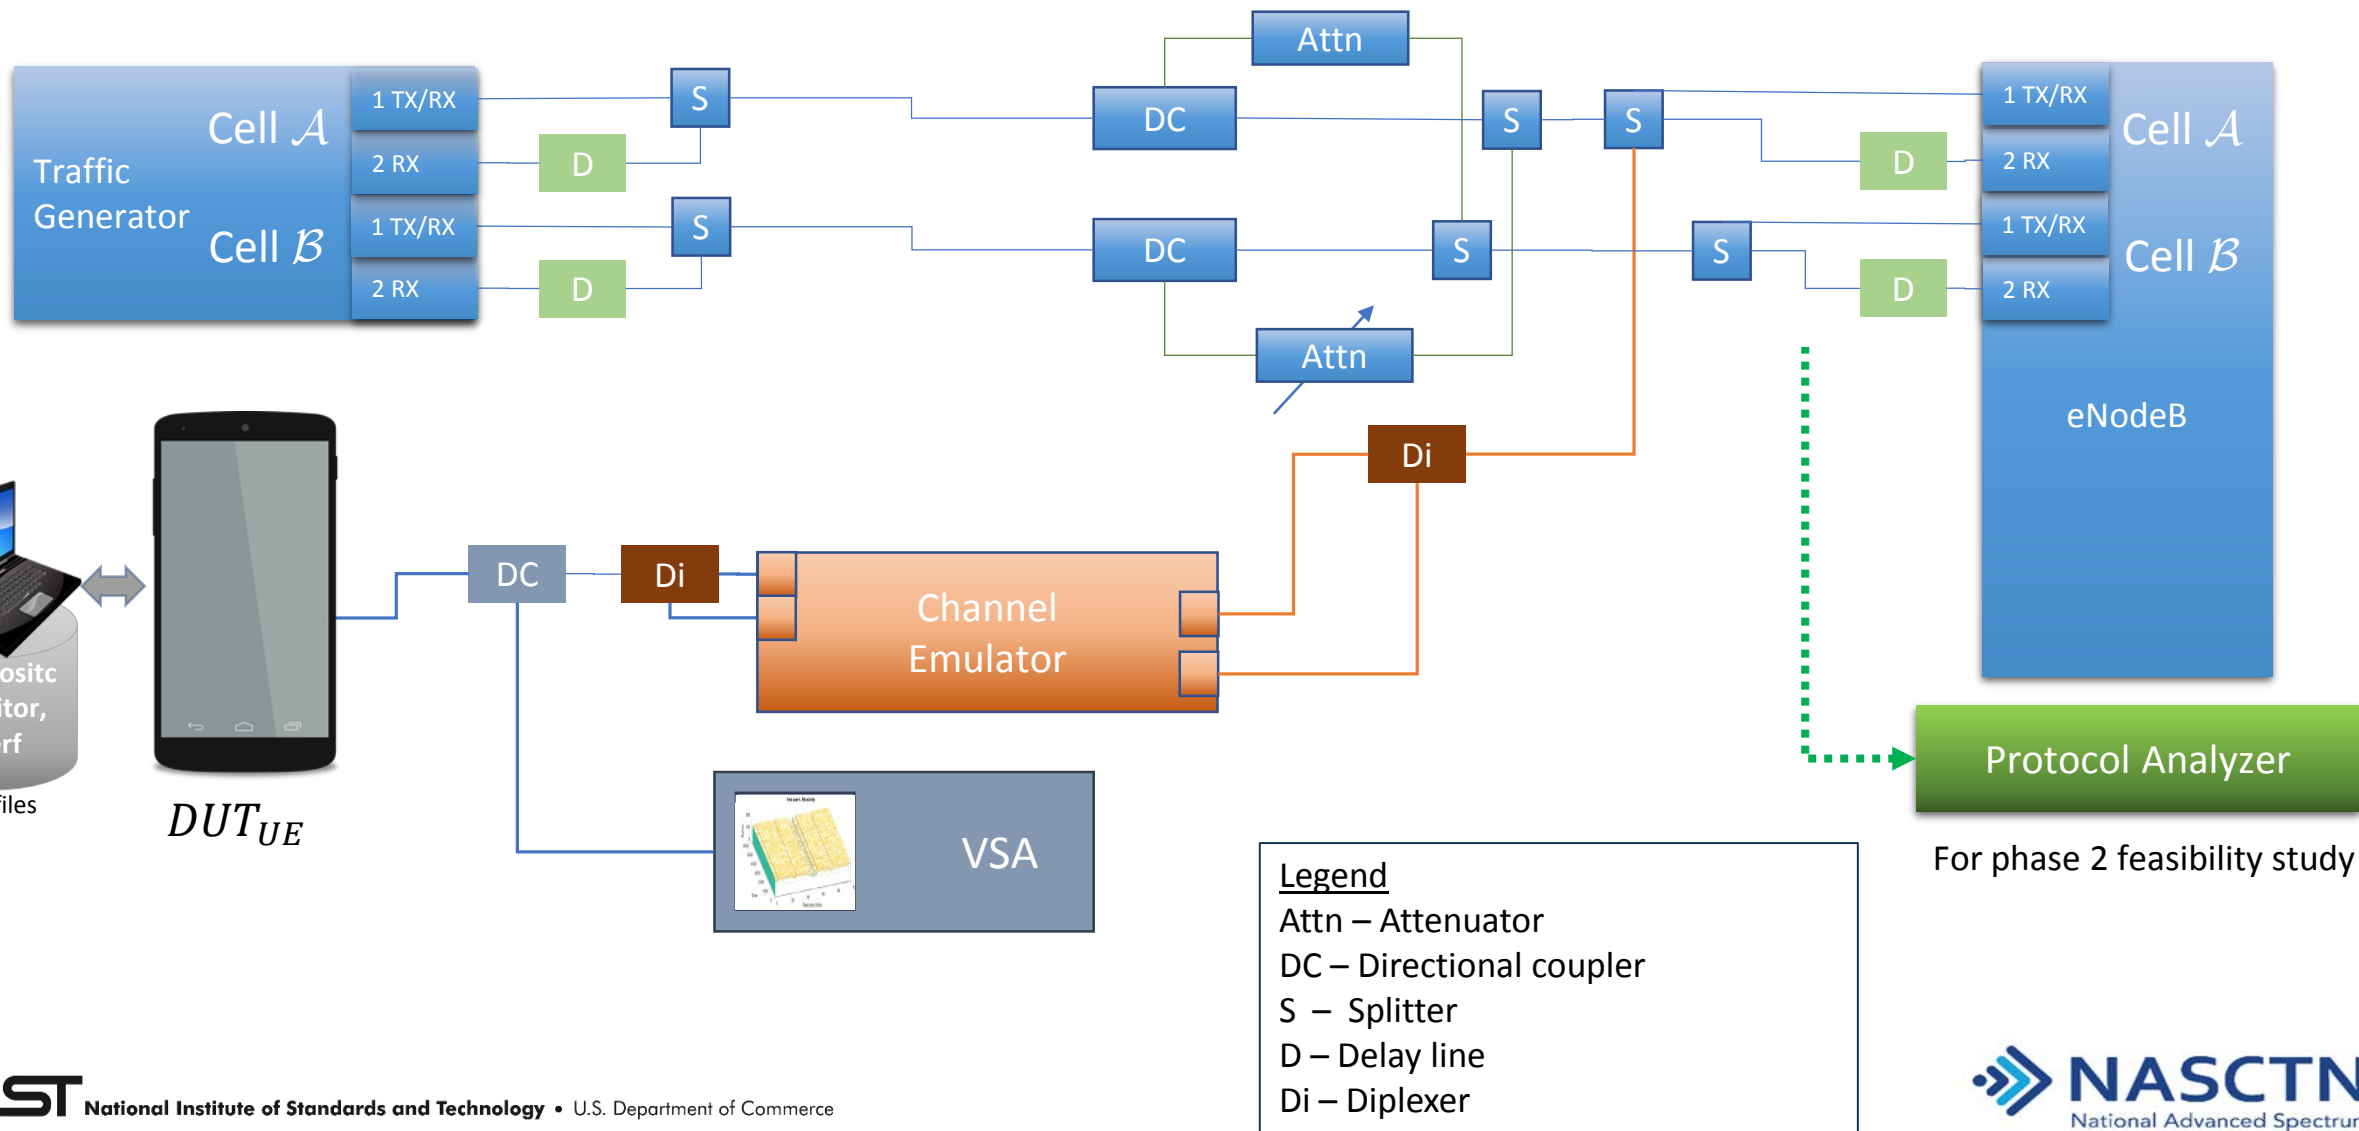 Attn
Traffic
Generator
Cell 𝒜
1 TX/RX
2 RX
Cell ℬ
1 TX/RX
2 RX
S
D
S
D
DC
DC
S
S
S
S
Attn
D
D
1 TX/RX
2 RX
Cell 𝒜
1 TX/RX
2 RX
Cell ℬ
eNodeB
Di
DC
Di
Channel
Emulator
DUT_UE
VSA
Protocol Analyzer
For phase 2 feasibility study
Legend
Attn – Attenuator
DC – Directional coupler
S – Splitter
D – Delay line
Di – Diplexer
National Institute of Standards and Technology • U.S. Department of Commerce
NASCTN
National Advanced